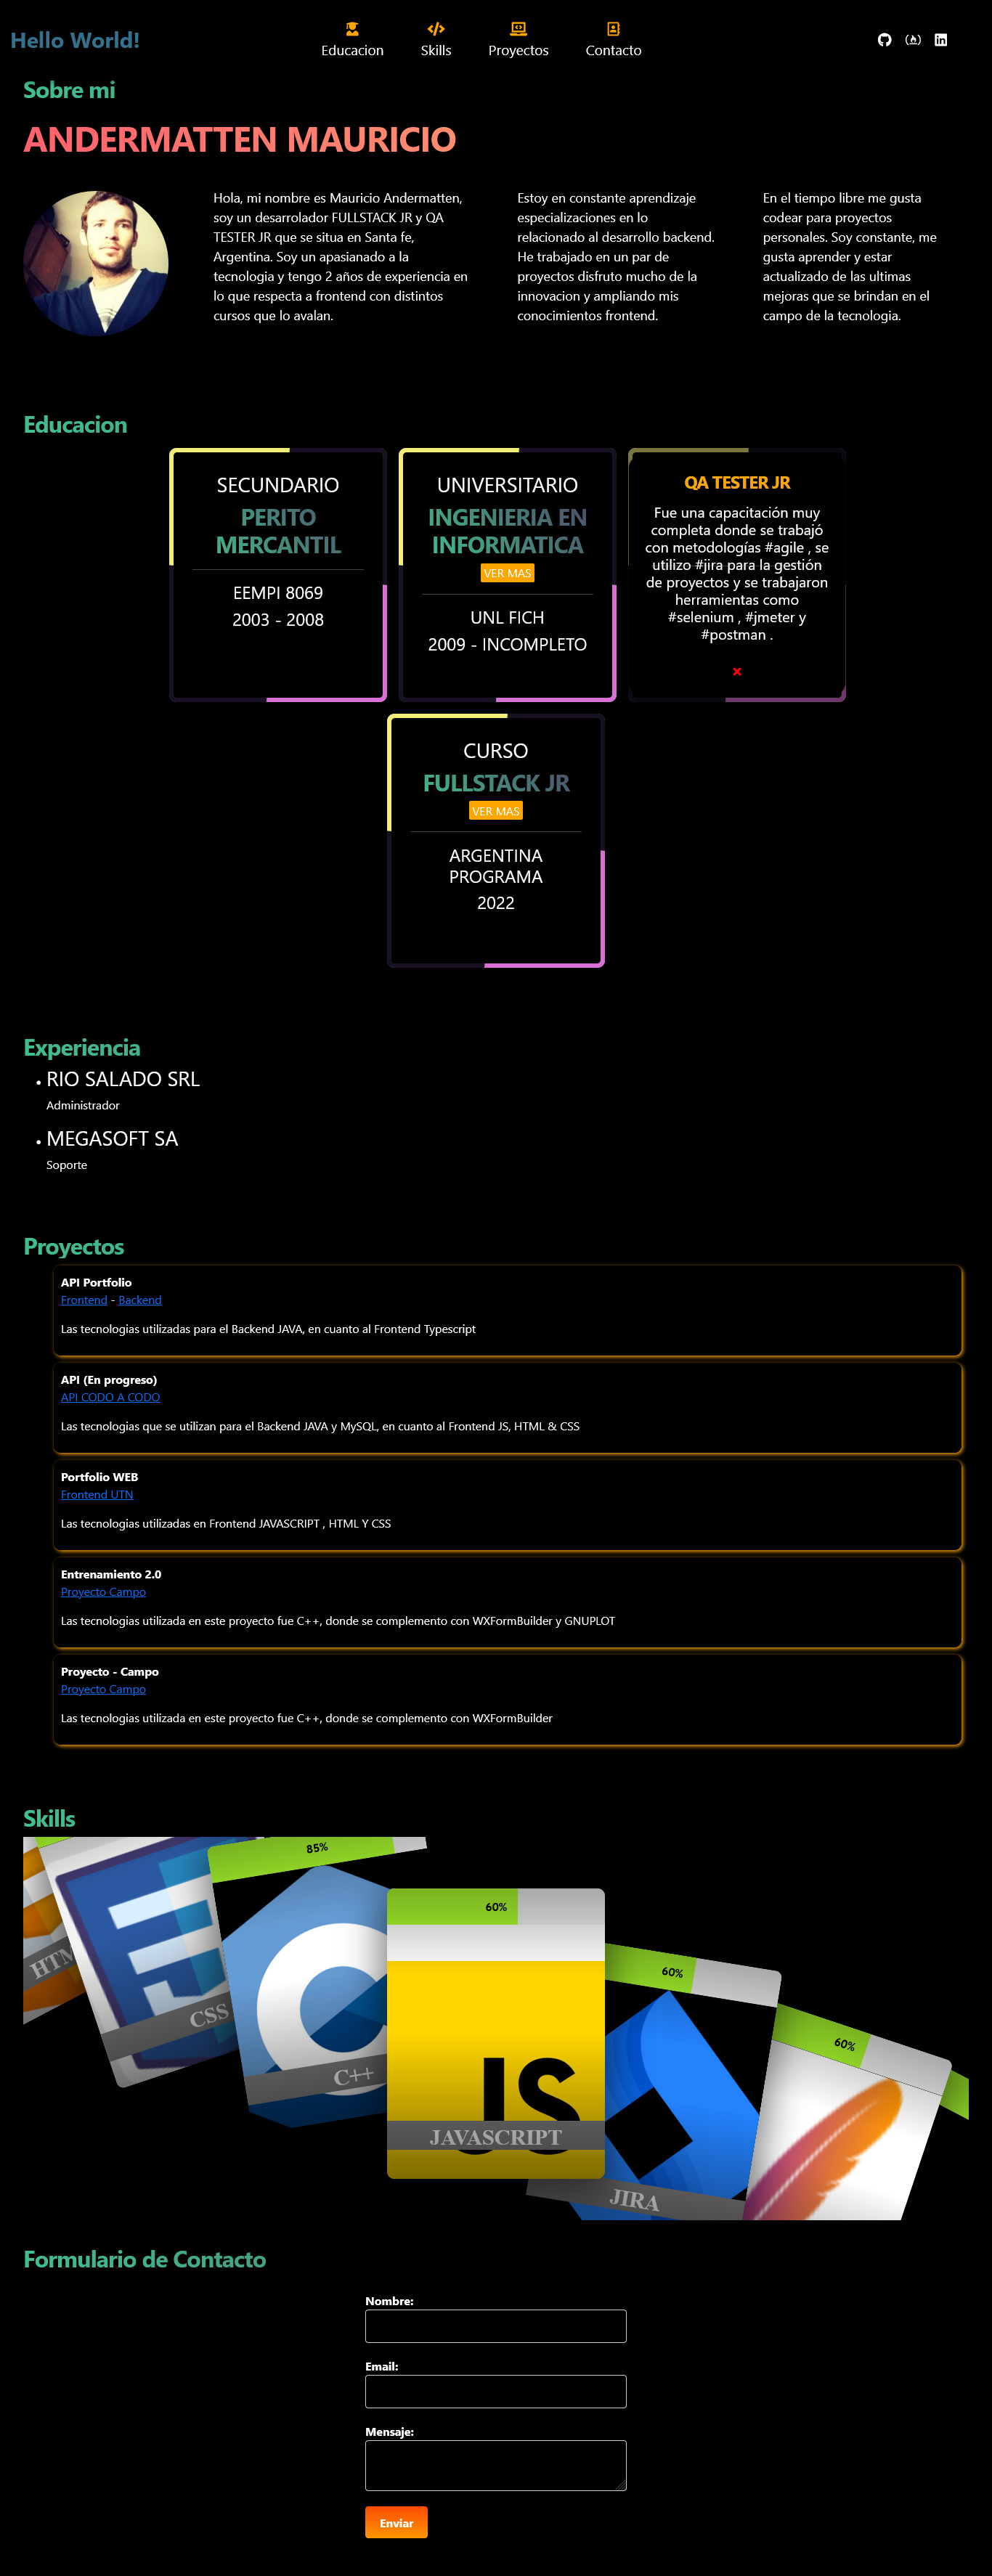 Hello World!
Educacion
Skills
Proyectos
Contacto
Sobre mi
ANDERMATTEN MAURICIO
Hola, mi nombre es Mauricio Andermatten,
soy un desarrolador FULLSTACK JR y QA
TESTER JR que se situa en Santa fe,
Argentina. Soy un apasianado a la
tecnologia y tengo 2 años de experiencia en
lo que respecta a frontend con distintos
cursos que lo avalan.
Estoy en constante aprendizaje
especializaciones en lo
relacionado al desarrollo backend.
He trabajado en un par de
proyectos disfruto mucho de la
innovacion y ampliando mis
conocimientos frontend.
En el tiempo libre me gusta
codear para proyectos
personales. Soy constante, me
gusta aprender y estar
actualizado de las ultimas
mejoras que se brindan en el
campo de la tecnologia.
Educacion
SECUNDARIO
PERITO
MERCANTIL
EEMPI 8069
2003 - 2008
UNIVERSITARIO
INGENIERIA EN
INFORMATICA
VER MAS
UNL FICH
2009 - INCOMPLETO
QA TESTER JR
Fue una capacitación muy
completa donde se trabajó
con metodologías #agile , se
utilizo #jira para la gestión
de proyectos y se trabajaron
herramientas como
#selenium , #jmeter y
#postman .
CURSO
FULLSTACK JR
VER MAS
ARGENTINA
PROGRAMA
2022
Experiencia
• RIO SALADO SRL
Administrador
• MEGASOFT SA
Soporte
Proyectos
API Portfolio
Frontend - Backend
Las tecnologias utilizadas para el Backend JAVA, en cuanto al Frontend Typescript
API (En progreso)
API CODO A CODO
Las tecnologias que se utilizan para el Backend JAVA y MySQL, en cuanto al Frontend JS, HTML & CSS
Portfolio WEB
Frontend UTN
Las tecnologias utilizadas en Frontend JAVASCRIPT , HTML Y CSS
Entrenamiento 2.0
Proyecto Campo
Las tecnologias utilizada en este proyecto fue C++, donde se complemento con WXFormBuilder y GNUPLOT
Proyecto - Campo
Proyecto Campo
Las tecnologias utilizada en este proyecto fue C++, donde se complemento con WXFormBuilder
Skills
CSS
85%
C++
60%
JS
JAVASCRIPT
60%
JIRA
60%
Formulario de Contacto
Nombre:
Email:
Mensaje:
Enviar